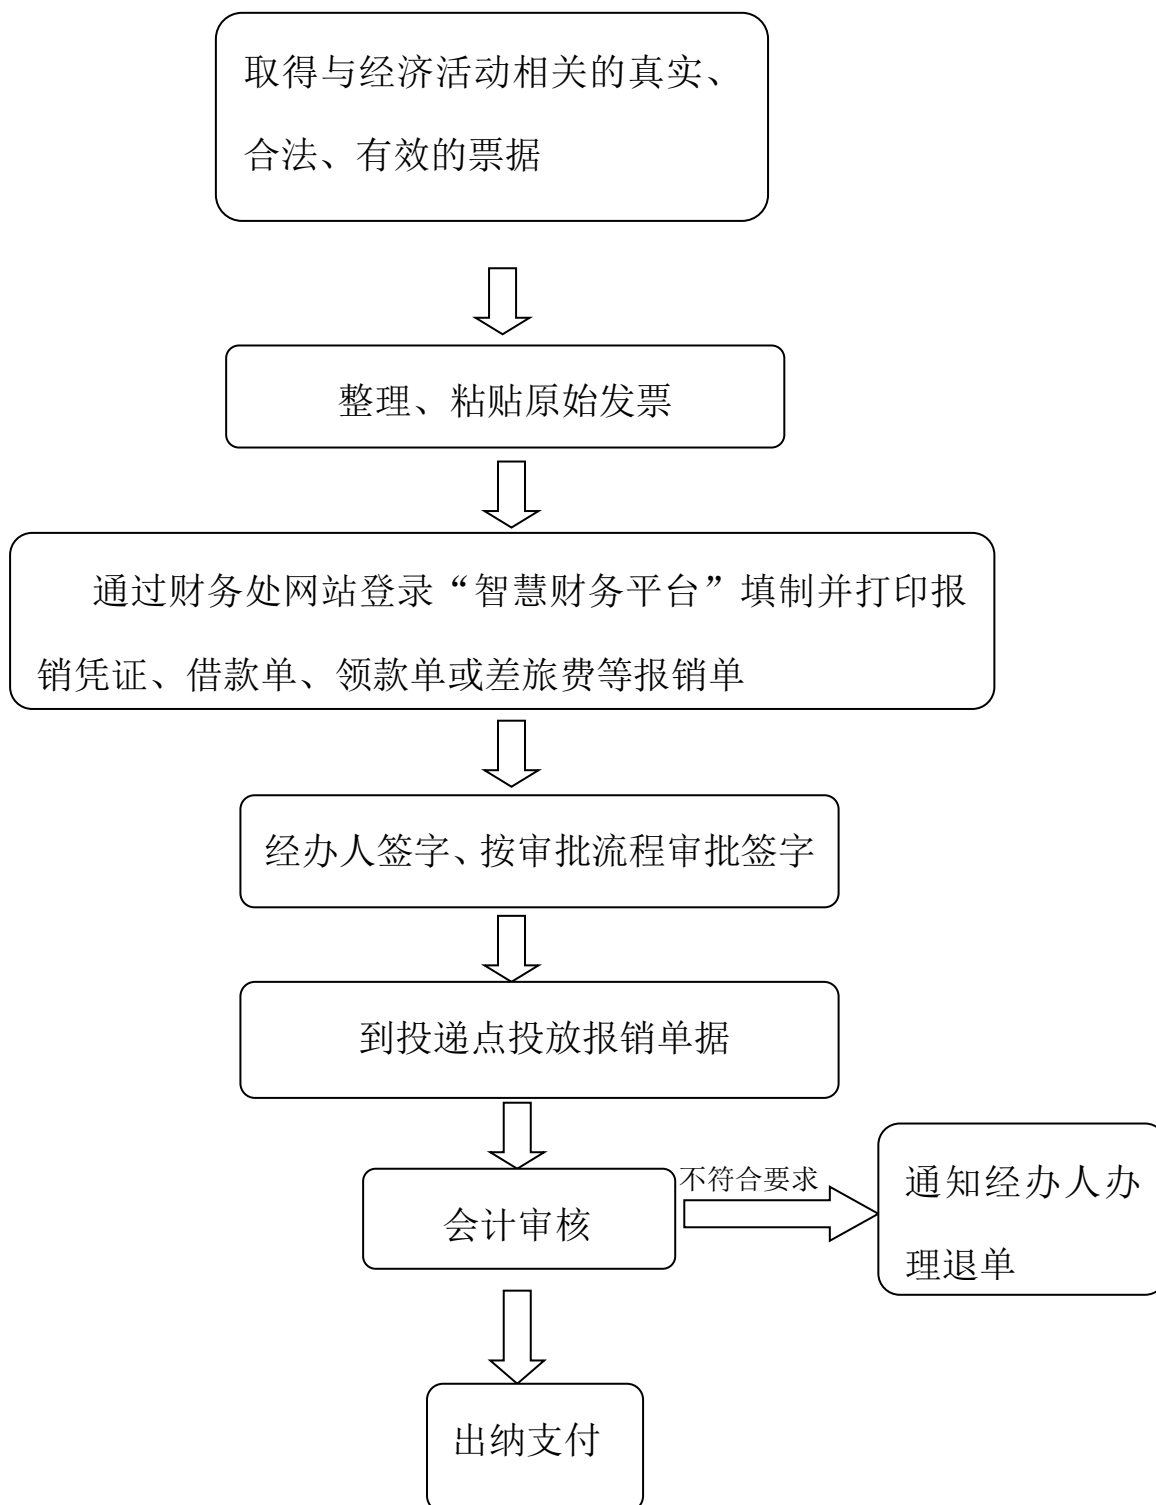 取得与经济活动相关的真实、
合法、有效的票据
整理、粘贴原始发票
通过财务处网站登录“智慧财务平台”填制并打印报
销凭证、借款单、领款单或差旅费等报销单
经办人签字、按审批流程审批签字
到投递点投放报销单据
会计审核
不符合要求
通知经办人办
理退单
出纳支付